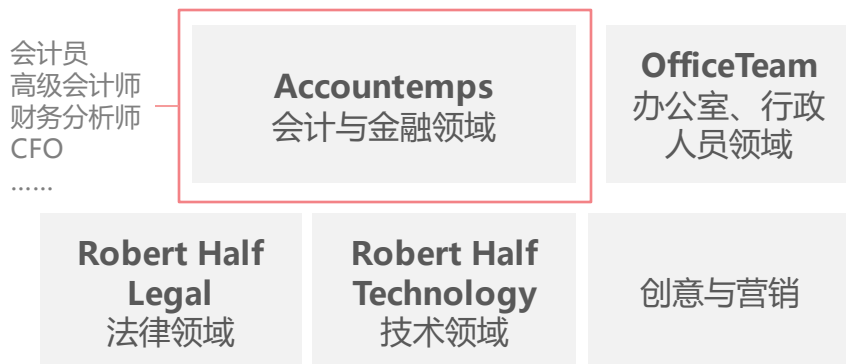 会计员
高级会计师
财务分析师
CFO
……
Accountemps
会计与金融领域
OfficeTeam
办公室、行政
人员领域
Robert Half
Legal
法律领域
Robert Half
Technology
技术领域
创意与营销